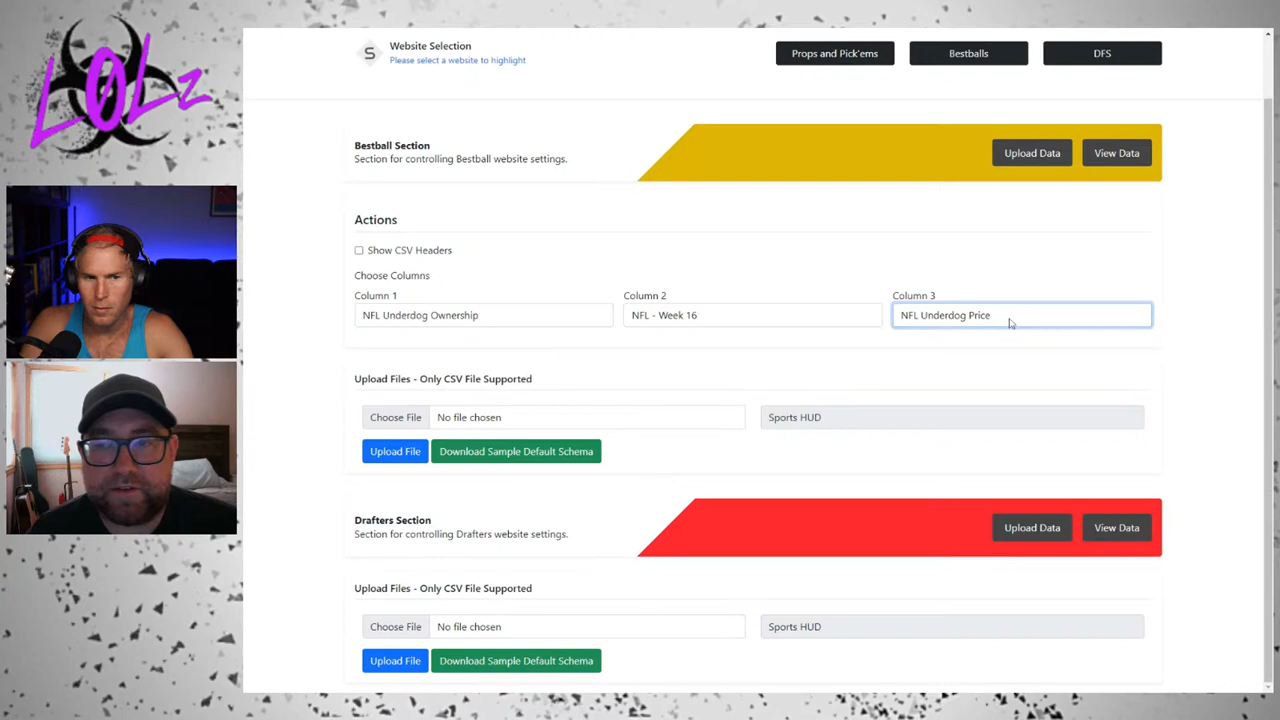 L0Lz
S
Website Selection
Please select a website to highlight
Props and Pick'ems
Bestballs
DFS
Bestball Section
Section for controlling Bestball website settings.
Upload Data
View Data
Actions
Show CSV Headers
Choose Columns
Column 1
Column 2
Column 3
NFL Underdog Ownership
NFL - Week 16
NFL Underdog Price
Upload Files - Only CSV File Supported
Choose File
No file chosen
Sports HUD
Upload File
Download Sample Default Schema
Drafters Section
Section for controlling Drafters website settings.
Upload Data
View Data
Upload Files - Only CSV File Supported
Choose File
No file chosen
Sports HUD
Upload File
Download Sample Default Schema